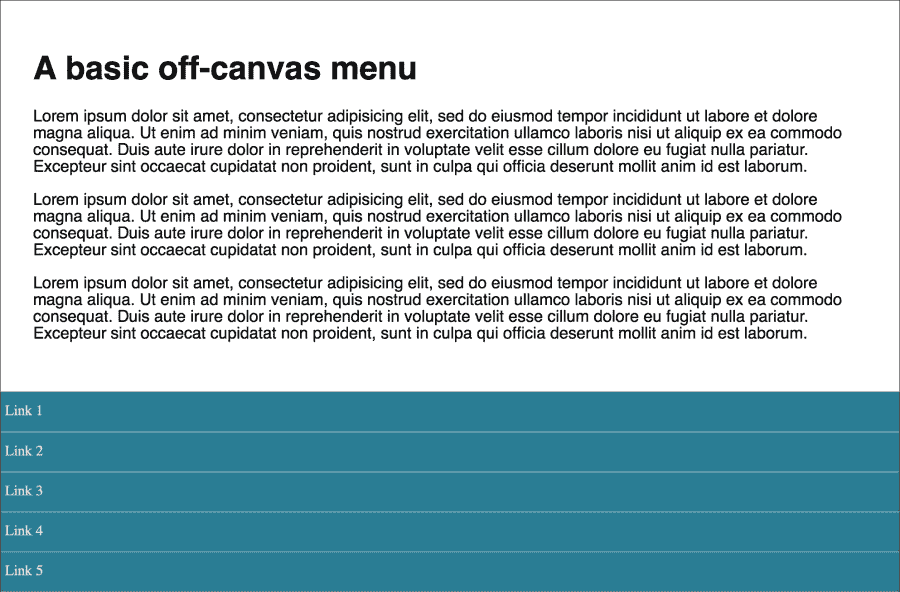 A basic off-canvas menu
Lorem ipsum dolor sit amet, consectetur adipisicing elit, sed do eiusmod tempor incididunt ut labore et dolore
magna aliqua. Ut enim ad minim veniam, quis nostrud exercitation ullamco laboris nisi ut aliquip ex ea commodo
consequat. Duis aute irure dolor in reprehenderit in voluptate velit esse cillum dolore eu fugiat nulla pariatur.
Excepteur sint occaecat cupidatat non proident, sunt in culpa qui officia deserunt mollit anim id est laborum.
Lorem ipsum dolor sit amet, consectetur adipisicing elit, sed do eiusmod tempor incididunt ut labore et dolore
magna aliqua. Ut enim ad minim veniam, quis nostrud exercitation ullamco laboris nisi ut aliquip ex ea commodo
consequat. Duis aute irure dolor in reprehenderit in voluptate velit esse cillum dolore eu fugiat nulla pariatur.
Excepteur sint occaecat cupidatat non proident, sunt in culpa qui officia deserunt mollit anim id est laborum.
Lorem ipsum dolor sit amet, consectetur adipisicing elit, sed do eiusmod tempor incididunt ut labore et dolore
magna aliqua. Ut enim ad minim veniam, quis nostrud exercitation ullamco laboris nisi ut aliquip ex ea commodo
consequat. Duis aute irure dolor in reprehenderit in voluptate velit esse cillum dolore eu fugiat nulla pariatur.
Excepteur sint occaecat cupidatat non proident, sunt in culpa qui officia deserunt mollit anim id est laborum.
Link 1
Link 2
Link 3
Link 4
Link 5